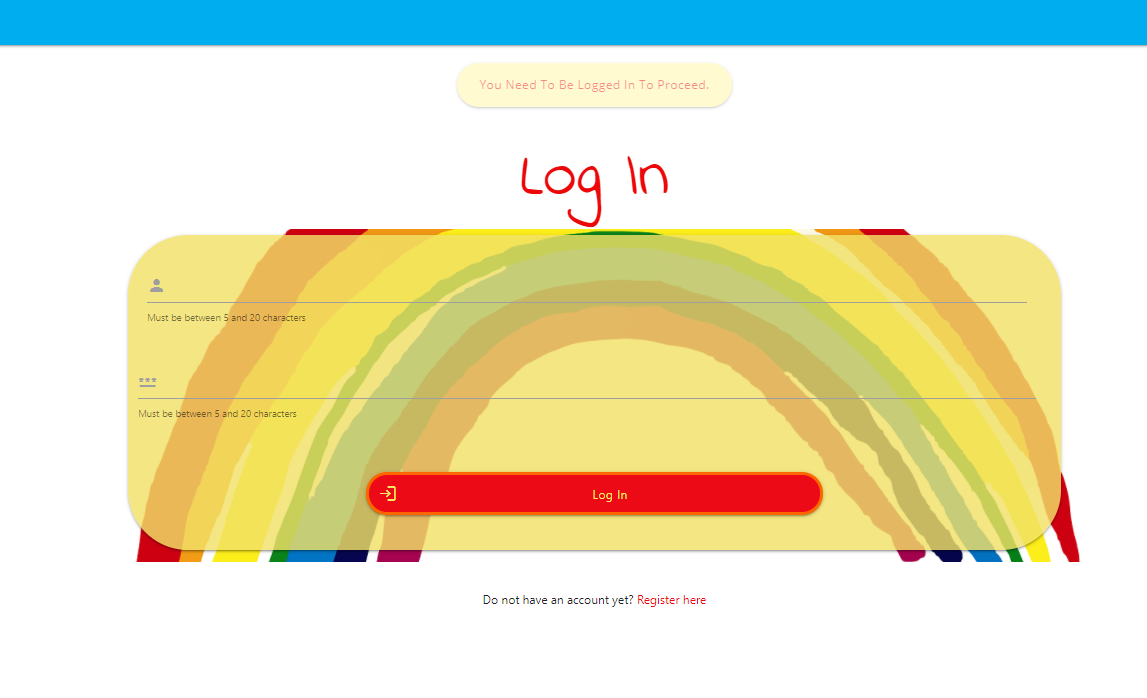 You Need To Be Logged In To Proceed.
Log In
Must be between 5 and 20 characters
Must be between 5 and 20 characters
Log In
Do not have an account yet? Register here